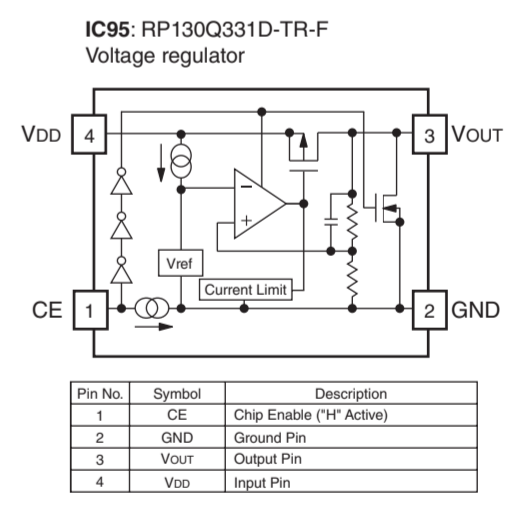 IC95: RP130Q331D-TR-F
Voltage regulator
VDD 4 3 VOUT
− +
Vref
Current Limit
CE 1 2 GND
Pin No. Symbol Description
1 CE Chip Enable ("H" Active)
2 GND Ground Pin
3 VOUT Output Pin
4 VDD Input Pin